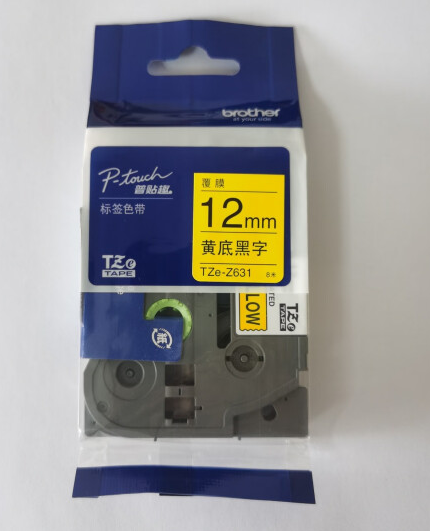 brother
at your side
P-touch
普贴趣
标签色带
TZe
TAPE
覆膜
12mm
黄底黑字
TZe-Z631
8米
TZe
TAPE